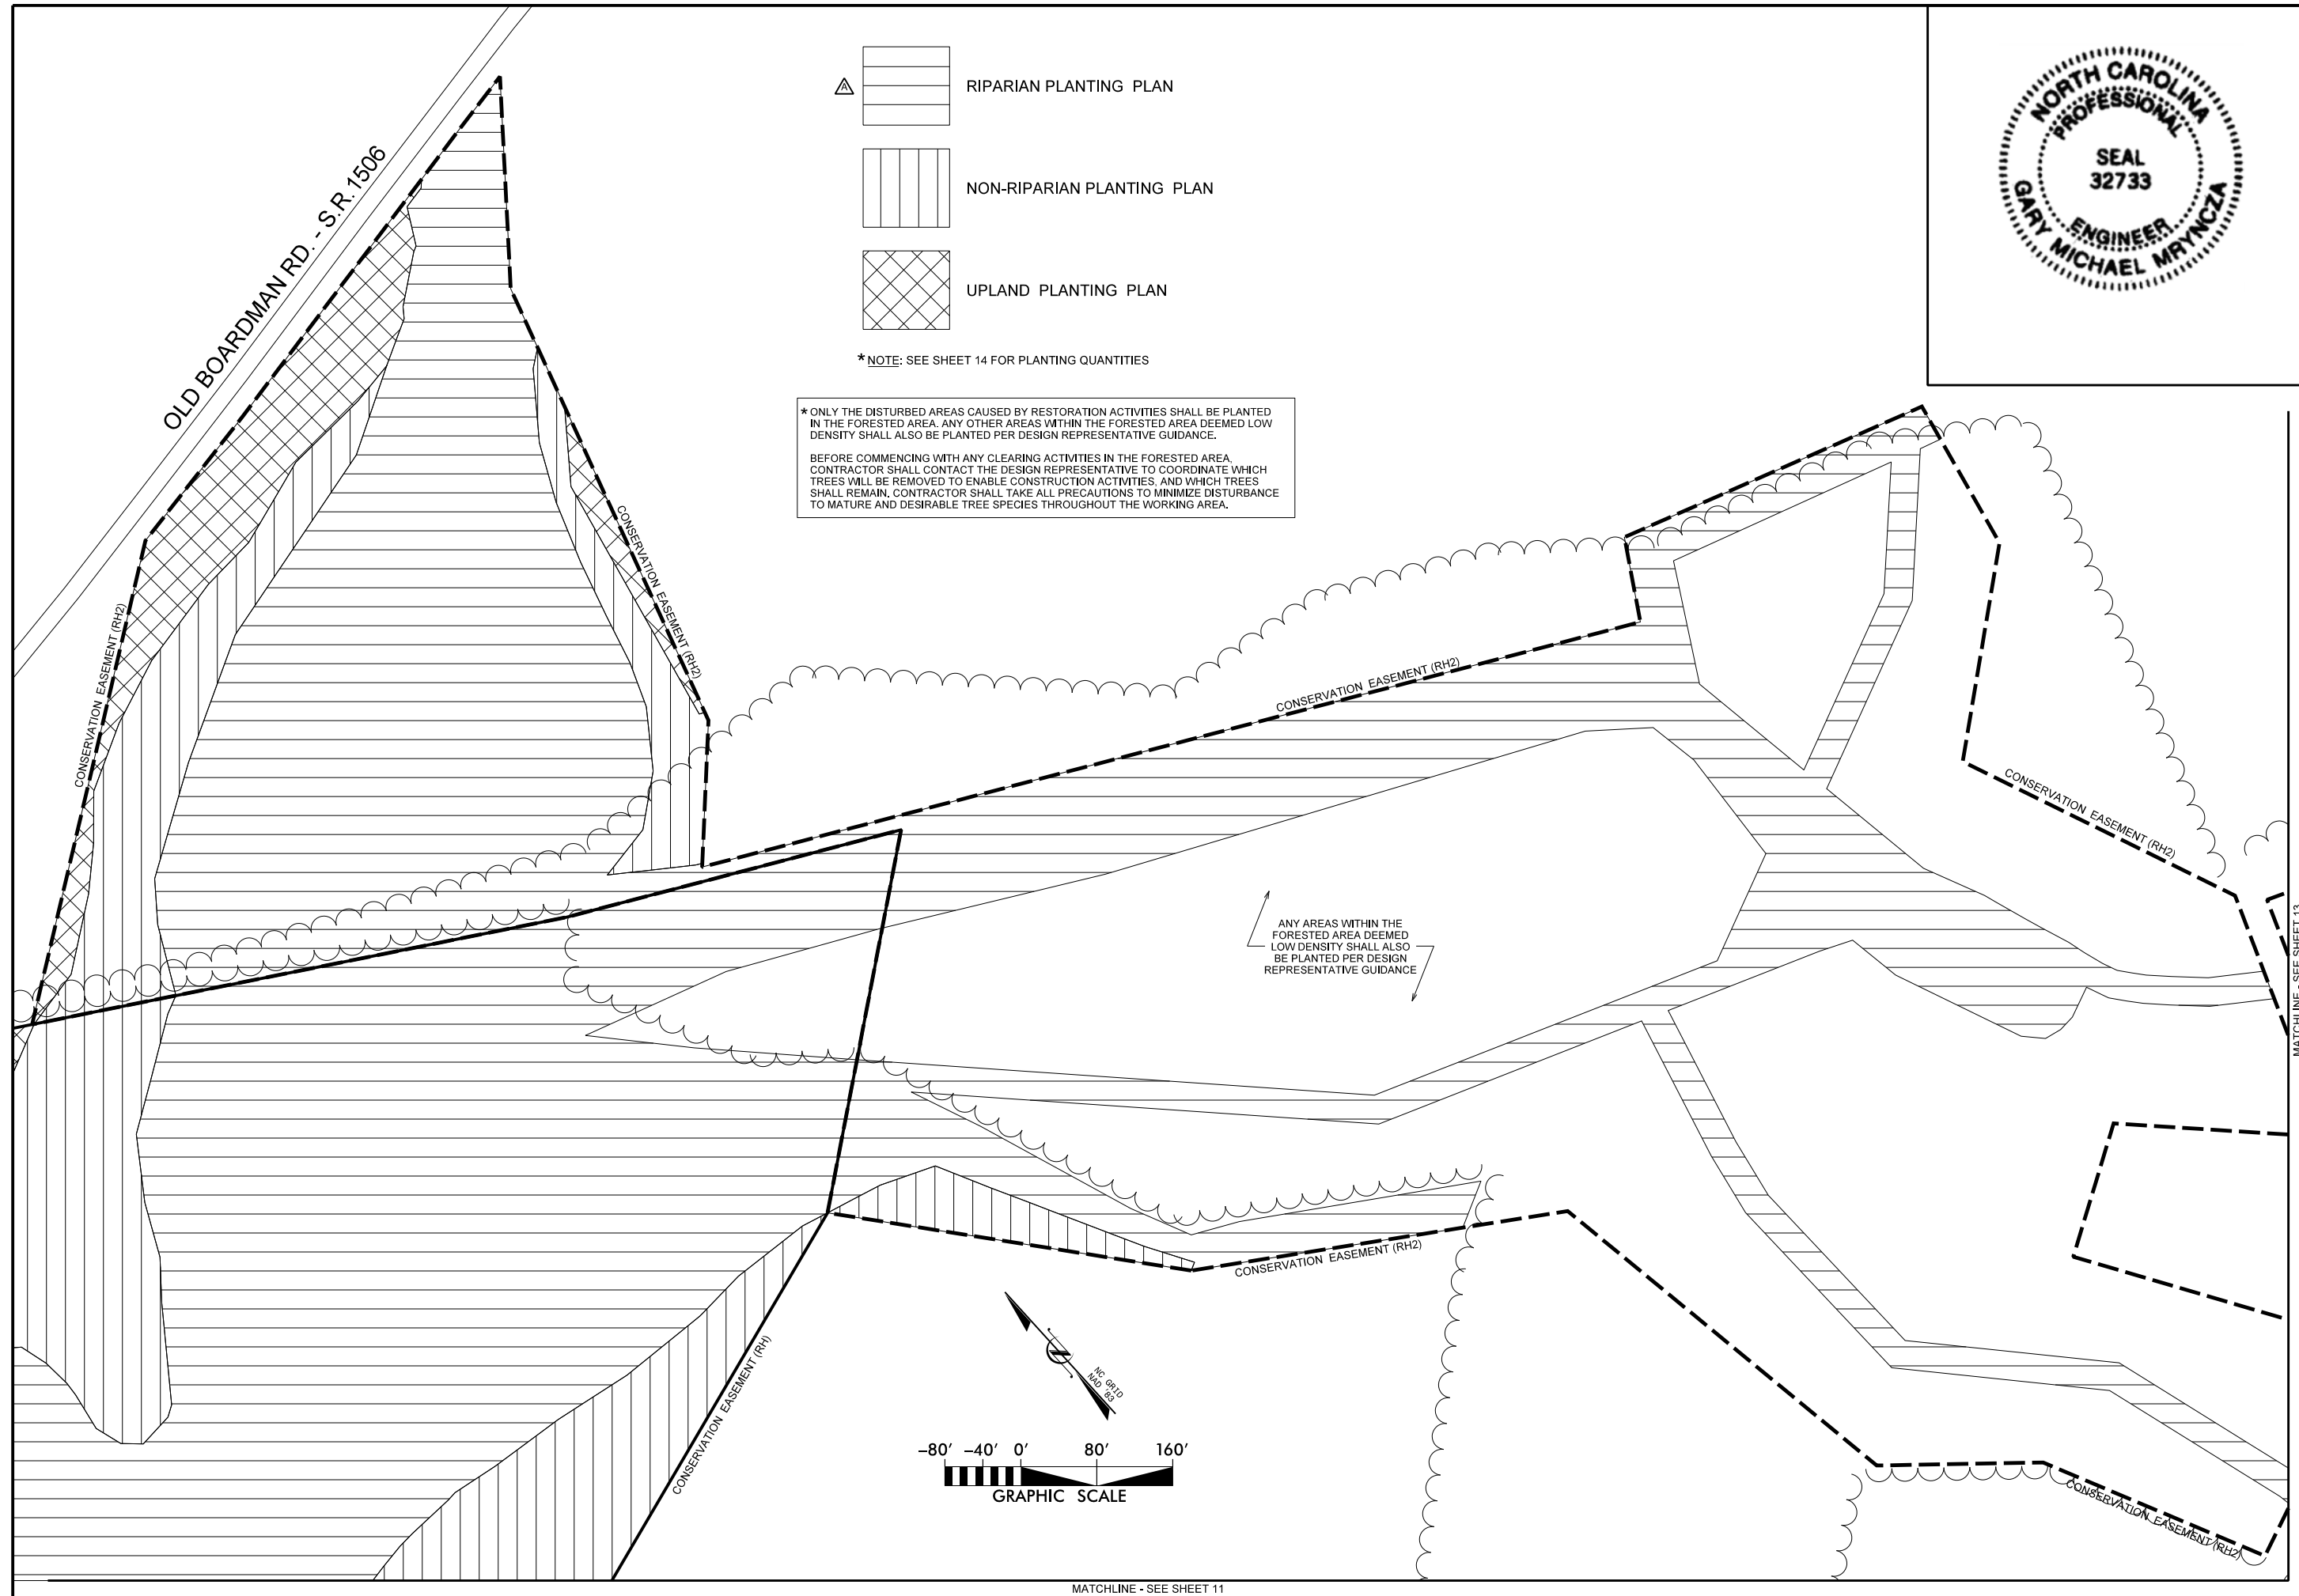 A
RIPARIAN PLANTING PLAN
NON-RIPARIAN PLANTING PLAN
UPLAND PLANTING PLAN
* NOTE: SEE SHEET 14 FOR PLANTING QUANTITIES
* ONLY THE DISTURBED AREAS CAUSED BY RESTORATION ACTIVITIES SHALL BE PLANTED
IN THE FORESTED AREA. ANY OTHER AREAS WITHIN THE FORESTED AREA DEEMED LOW
DENSITY SHALL ALSO BE PLANTED PER DESIGN REPRESENTATIVE GUIDANCE.
BEFORE COMMENCING WITH ANY CLEARING ACTIVITIES IN THE FORESTED AREA,
CONTRACTOR SHALL CONTACT THE DESIGN REPRESENTATIVE TO COORDINATE WHICH
TREES WILL BE REMOVED TO ENABLE CONSTRUCTION ACTIVITIES, AND WHICH TREES
SHALL REMAIN, CONTRACTOR SHALL TAKE ALL PRECAUTIONS TO MINIMIZE DISTURBANCE
TO MATURE AND DESIRABLE TREE SPECIES THROUGHOUT THE WORKING AREA.
NORTH CAROLINA
PROFESSIONAL
SEAL
32733
ENGINEER
GARY MICHAEL MRYNCZA
OLD BOARDMAN RD. - S.R. 1506
CONSERVATION EASEMENT (RH2)
CONSERVATION EASEMENT (RH2)
CONSERVATION EASEMENT (RH2)
CONSERVATION EASEMENT (RH2)
ANY AREAS WITHIN THE
FORESTED AREA DEEMED
LOW DENSITY SHALL ALSO
BE PLANTED PER DESIGN
REPRESENTATIVE GUIDANCE
MATCHLINE - SEE SHEET 13
CONSERVATION EASEMENT (RH2)
CONSERVATION EASEMENT (RH)
N
NC GRID
NAD '83
-80' -40' 0' 80' 160'
GRAPHIC SCALE
CONSERVATION EASEMENT (RH2)
MATCHLINE - SEE SHEET 11